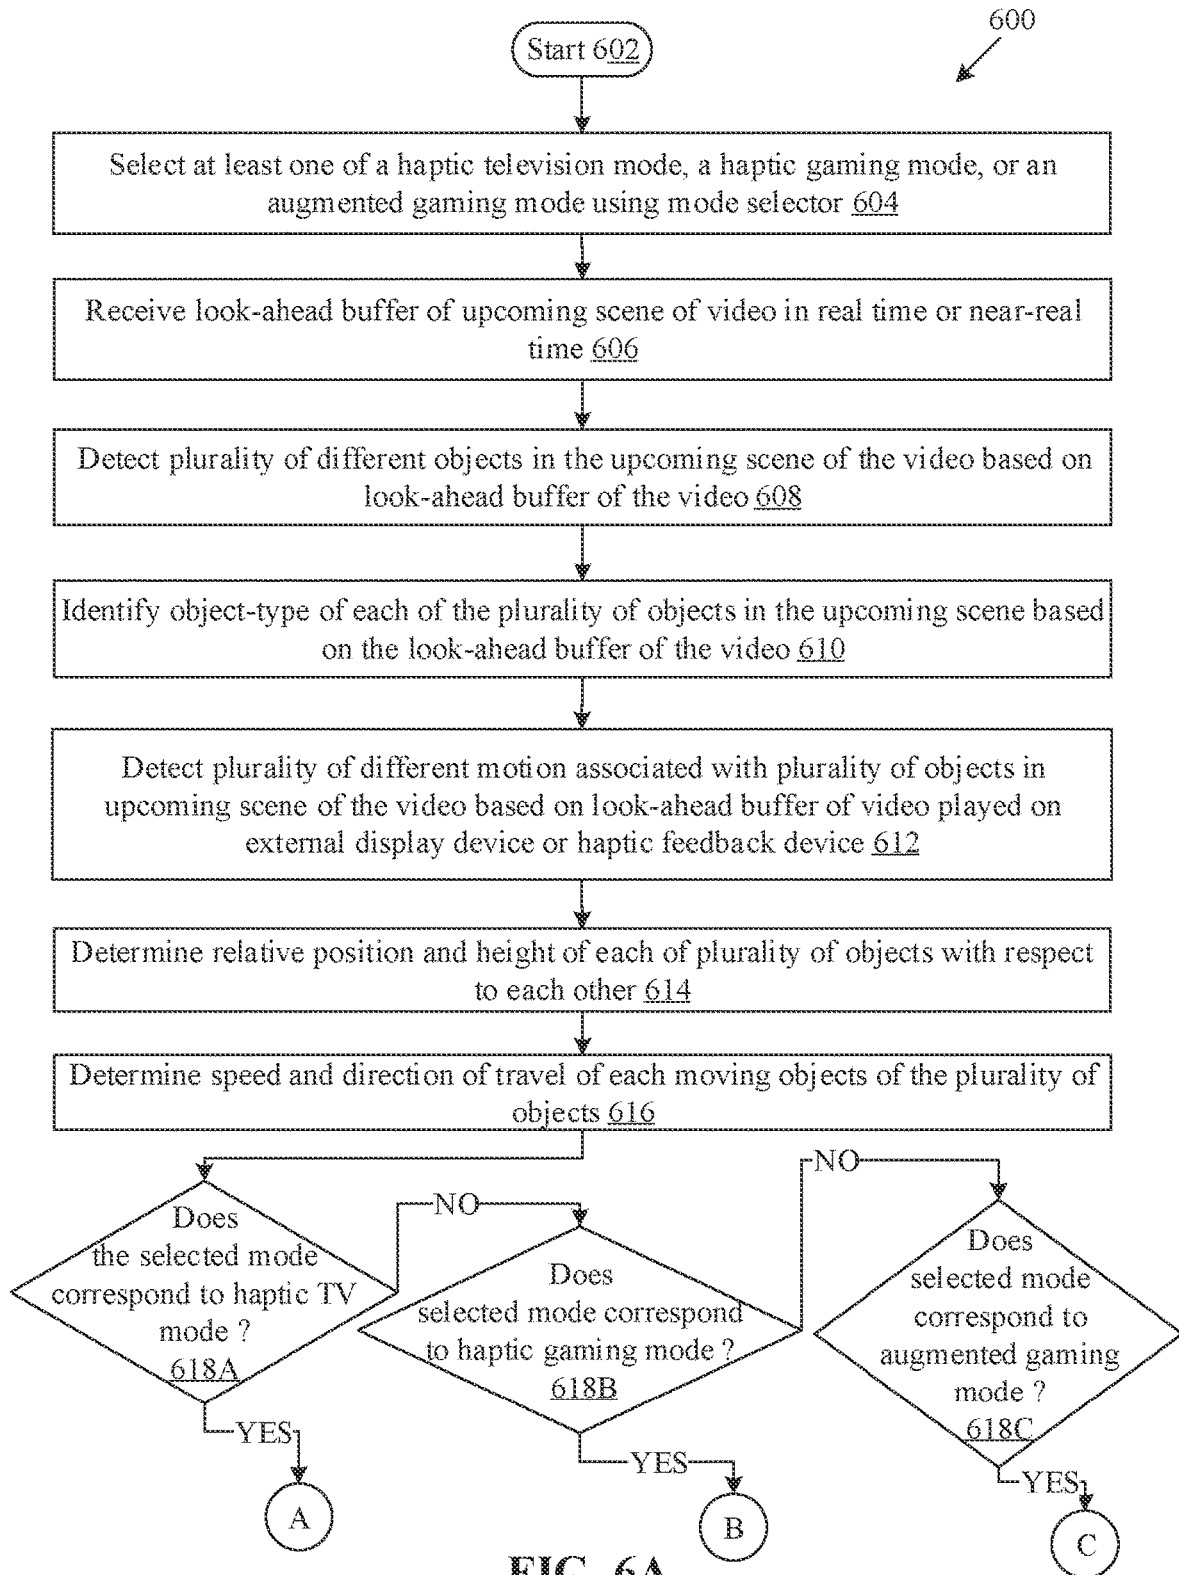 600
Start 602
Select at least one of a haptic television mode, a haptic gaming mode, or an
augmented gaming mode using mode selector 604
Receive look-ahead buffer of upcoming scene of video in real time or near-real
time 606
Detect plurality of different objects in the upcoming scene of the video based on
look-ahead buffer of the video 608
Identify object-type of each of the plurality of objects in the upcoming scene based
on the look-ahead buffer of the video 610
Detect plurality of different motion associated with plurality of objects in
upcoming scene of the video based on look-ahead buffer of video played on
external display device or haptic feedback device 612
Determine relative position and height of each of plurality of objects with respect
to each other 614
Determine speed and direction of travel of each moving objects of the plurality of
objects 616
Does
the selected mode
correspond to haptic TV
mode ?
618A
NO
Does
selected mode correspond
to haptic gaming mode ?
618B
NO
Does
selected mode
correspond to
augmented gaming
mode ?
618C
YES
A
YES
B
YES
C
FIG. 6A